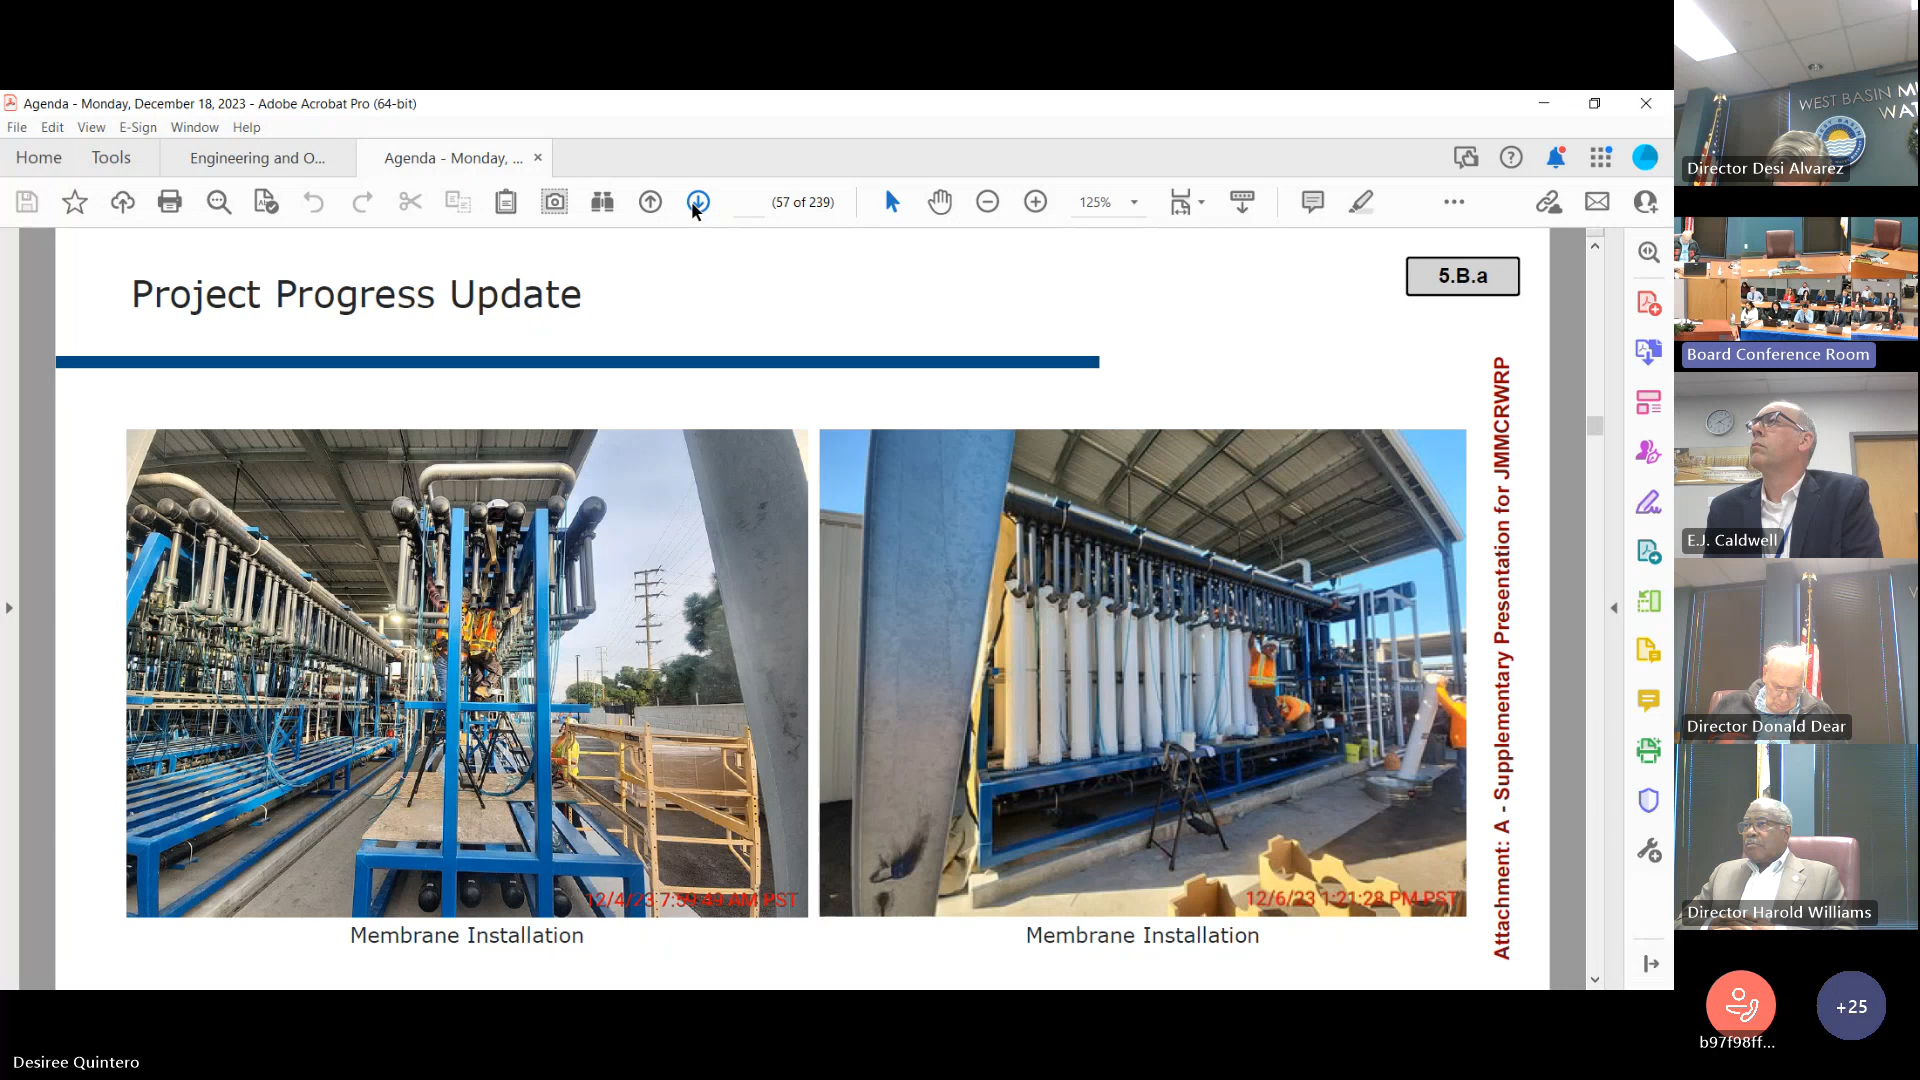 Agenda - Monday, December 18, 2023 - Adobe Acrobat Pro (64-bit)
File Edit View E-Sign Window Help
Home Tools Engineering and O... Agenda - Monday, ... ×
(57 of 239) 125%
Project Progress Update
5.B.a
Attachment: A - Supplementary Presentation for JMMCRWRP
12/4/23 7:59:49 AM PST
12/6/23 1:21:28 PM PST
Membrane Installation
Membrane Installation
WEST BASIN
Director Desi Alvarez
Board Conference Room
E.J. Caldwell
Director Donald Dear
Director Harold Williams
b97f98ff...
+25
Desiree Quintero